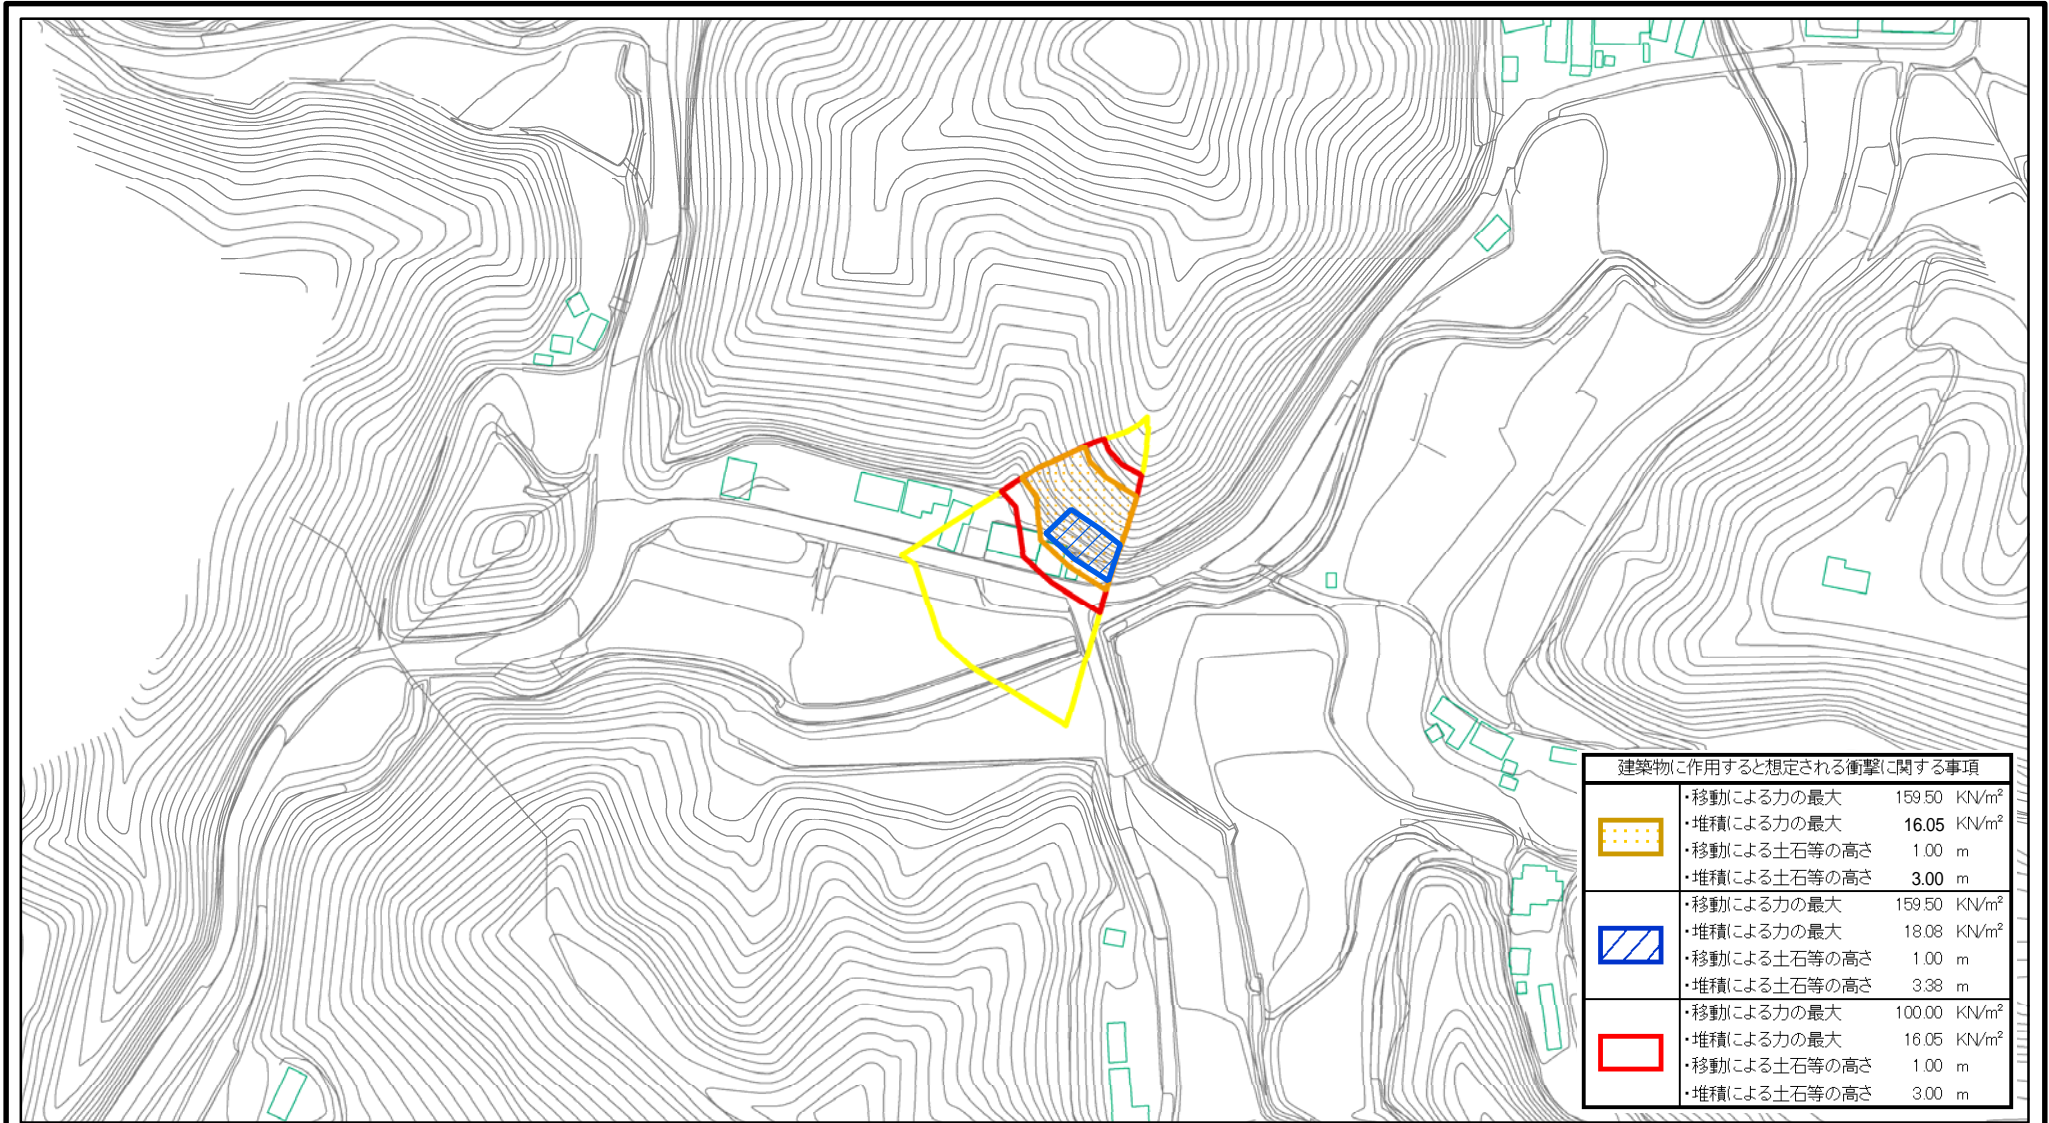 建築物に作用すると想定される衝撃に関する事項
・移動による力の最大 159.50 KN/m²
・堆積による力の最大 16.05 KN/m²
・移動による土石等の高さ 1.00 m
・堆積による土石等の高さ 3.00 m
・移動による力の最大 159.50 KN/m²
・堆積による力の最大 18.08 KN/m²
・移動による土石等の高さ 1.00 m
・堆積による土石等の高さ 3.38 m
・移動による力の最大 100.00 KN/m²
・堆積による力の最大 16.05 KN/m²
・移動による土石等の高さ 1.00 m
・堆積による土石等の高さ 3.00 m